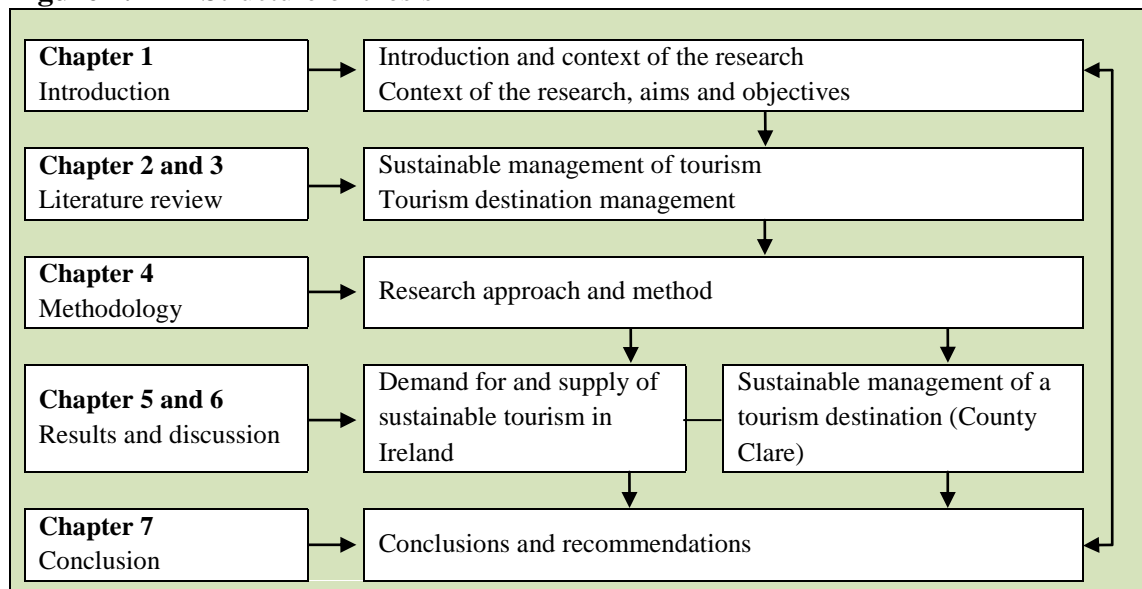 Chapter 1
Introduction
Introduction and context of the research
Context of the research, aims and objectives
Chapter 2 and 3
Literature review
Sustainable management of tourism
Tourism destination management
Chapter 4
Methodology
Research approach and method
Chapter 5 and 6
Results and discussion
Demand for and supply of
sustainable tourism in
Ireland
Sustainable management of a
tourism destination (County
Clare)
Chapter 7
Conclusion
Conclusions and recommendations